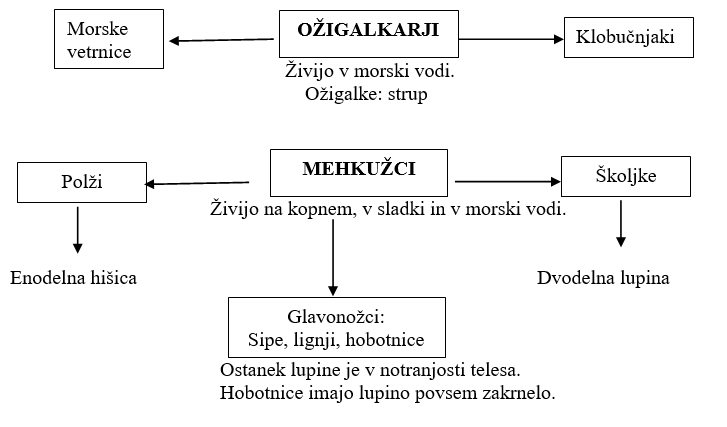 Morske
vetrnice
OŽIGALKARJI
Klobučnjaki
Živijo v morski vodi.
Ožigalke: strup
Polži
MEHKUŽCI
Školjke
Živijo na kopnem, v sladki in v morski vodi.
Enodelna hišica
Dvodelna lupina
Glavonožci:
Sipe, lignji, hobotnice
Ostanek lupine je v notranjosti telesa.
Hobotnice imajo lupino povsem zakrnelo.